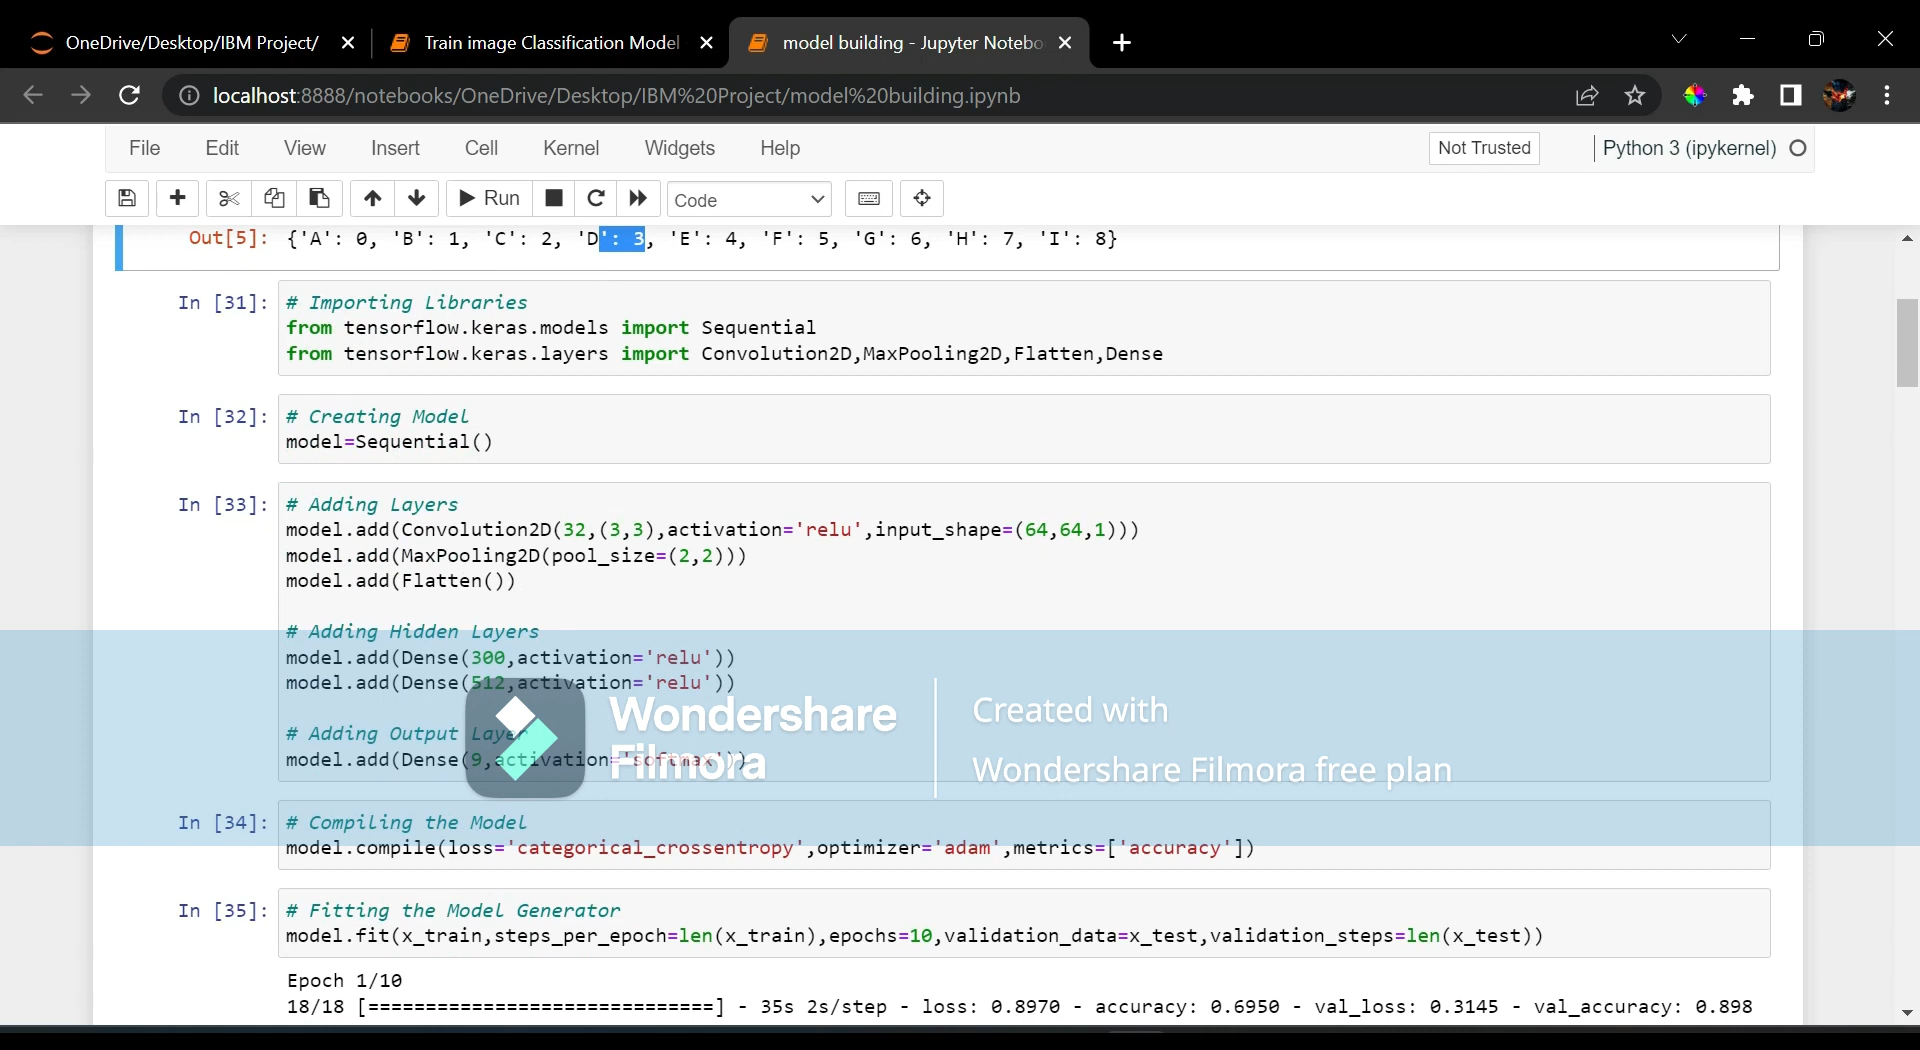 OneDrive/Desktop/IBM Project/
Train image Classification Model
model building - Jupyter Notebo
localhost:8888/notebooks/OneDrive/Desktop/IBM%20Project/model%20building.ipynb
File Edit View Insert Cell Kernel Widgets Help Not Trusted Python 3 (ipykernel)
Run Code
Out[5]: {'A': 0, 'B': 1, 'C': 2, 'D': 3, 'E': 4, 'F': 5, 'G': 6, 'H': 7, 'I': 8}
In [31]: # Importing Libraries
from tensorflow.keras.models import Sequential
from tensorflow.keras.layers import Convolution2D,MaxPooling2D,Flatten,Dense
In [32]: # Creating Model
model=Sequential()
In [33]: # Adding Layers
model.add(Convolution2D(32,(3,3),activation='relu',input_shape=(64,64,1)))
model.add(MaxPooling2D(pool_size=(2,2)))
model.add(Flatten())
# Adding Hidden Layers
model.add(Dense(300,activation='relu'))
model.add(Dense(512,activation='relu'))
# Adding Output Layer
model.add(Dense(9,activation='softmax'))
Wondershare
Filmora
Created with
Wondershare Filmora free plan
In [34]: # Compiling the Model
model.compile(loss='categorical_crossentropy',optimizer='adam',metrics=['accuracy'])
In [35]: # Fitting the Model Generator
model.fit(x_train,steps_per_epoch=len(x_train),epochs=10,validation_data=x_test,validation_steps=len(x_test))
Epoch 1/10
18/18 [==============================] - 35s 2s/step - loss: 0.8970 - accuracy: 0.6950 - val_loss: 0.3145 - val_accuracy: 0.898